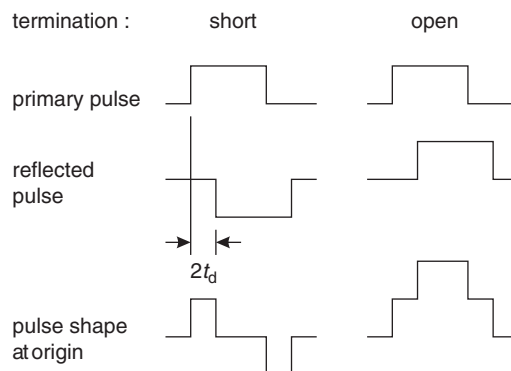 termination : short open
primary pulse
reflected
pulse
2td
pulse shape
at origin